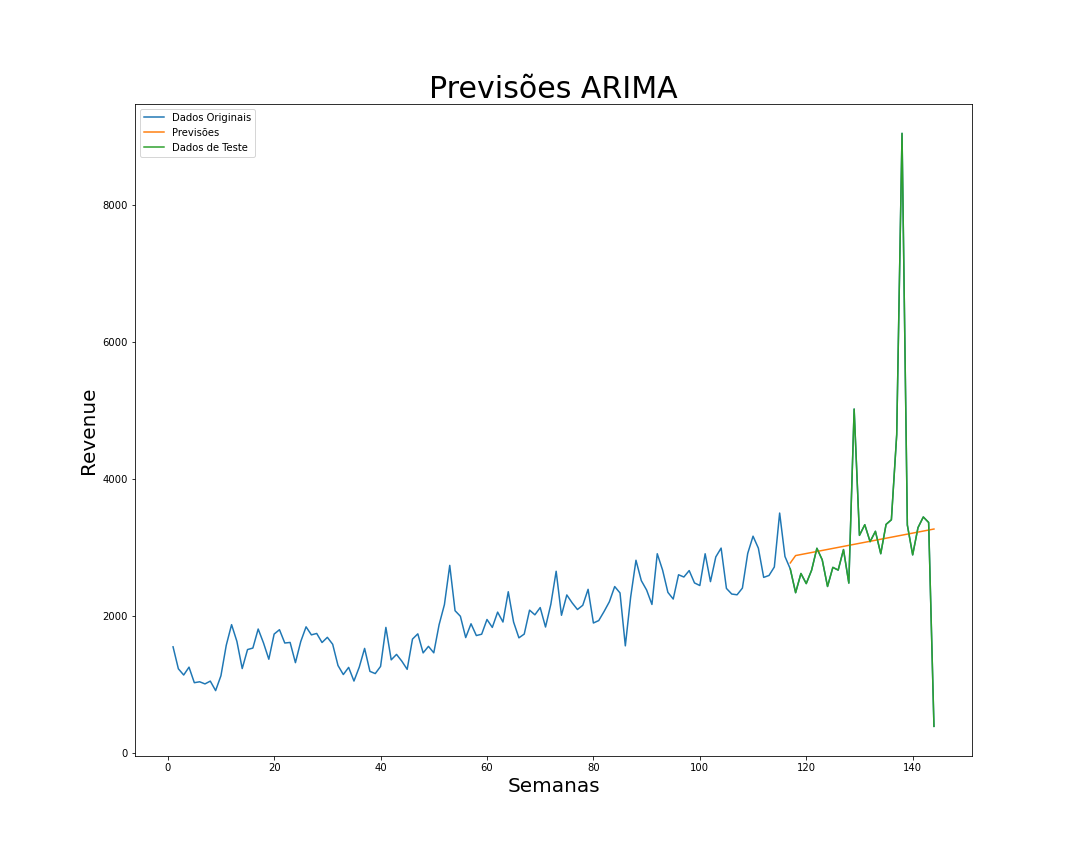 Previsões ARIMA
Dados Originais
Previsões
Dados de Teste
8000
6000
4000
2000
0
Revenue
0 20 40 60 80 100 120 140
Semanas